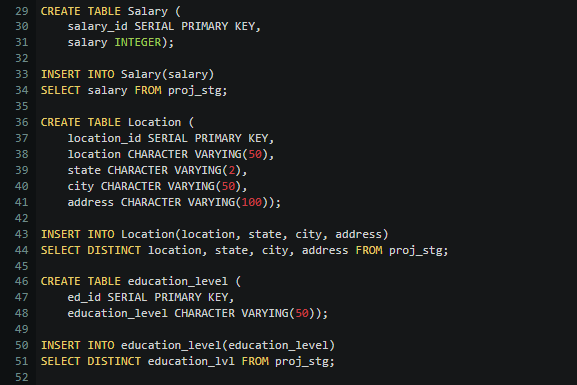 29 CREATE TABLE Salary (
30     salary_id SERIAL PRIMARY KEY,
31     salary INTEGER);
32
33 INSERT INTO Salary(salary)
34 SELECT salary FROM proj_stg;
35
36 CREATE TABLE Location (
37     location_id SERIAL PRIMARY KEY,
38     location CHARACTER VARYING(50),
39     state CHARACTER VARYING(2),
40     city CHARACTER VARYING(50),
41     address CHARACTER VARYING(100));
42
43 INSERT INTO Location(location, state, city, address)
44 SELECT DISTINCT location, state, city, address FROM proj_stg;
45
46 CREATE TABLE education_level (
47     ed_id SERIAL PRIMARY KEY,
48     education_level CHARACTER VARYING(50));
49
50 INSERT INTO education_level(education_level)
51 SELECT DISTINCT education_lvl FROM proj_stg;
52